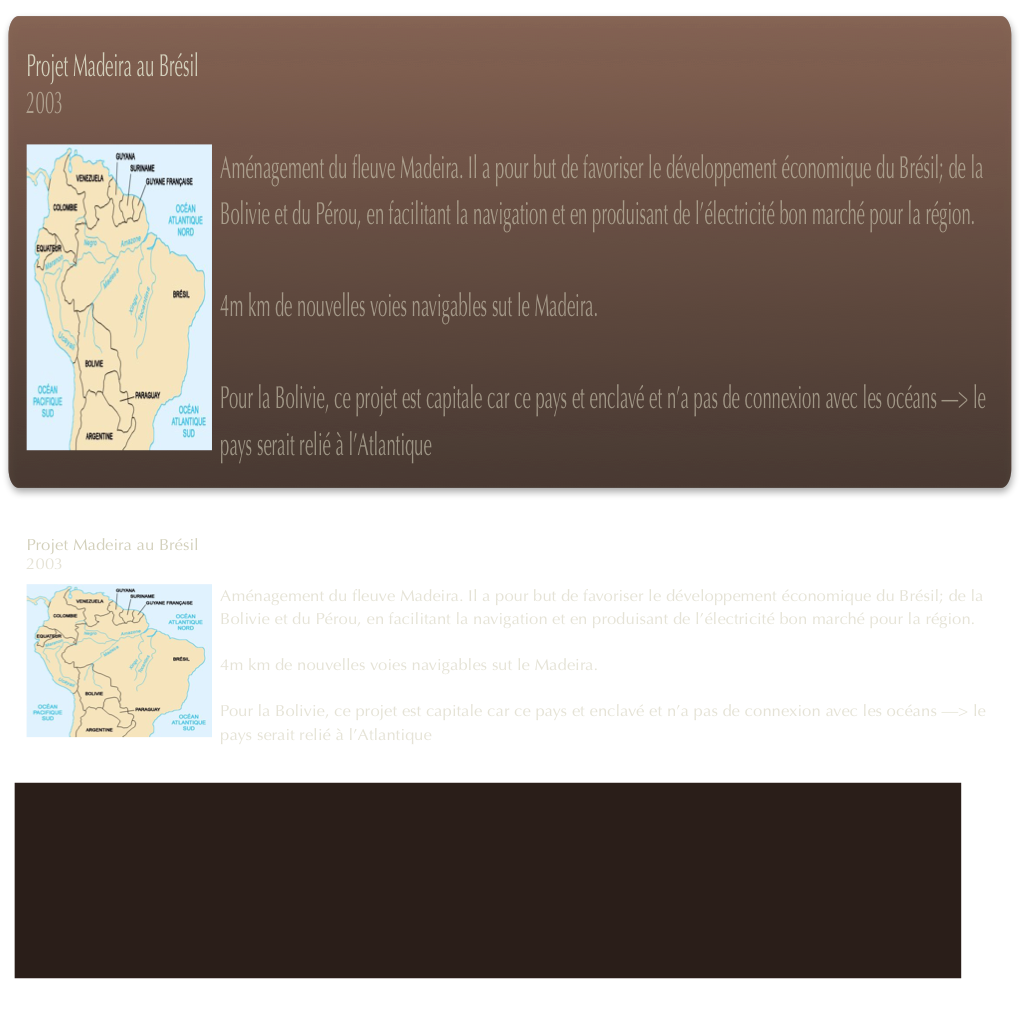 Projet Madeira au Brésil
2003
GUYANA
SURINAME
VENEZUELA
GUYANE FRANÇAISE
COLOMBIE
OCÉAN
ATLANTIQUE
NORD
EQUATEUR
Negro
Amazone
BRÉSIL
BOLIVIE
OCÉAN
PACIFIQUE
SUD
PARAGUAY
OCÉAN
ATLANTIQUE
SUD
ARGENTINE
Aménagement du fleuve Madeira. Il a pour but de favoriser le développement économique du Brésil; de la
Bolivie et du Pérou, en facilitant la navigation et en produisant de l’électricité bon marché pour la région.
4m km de nouvelles voies navigables sut le Madeira.
Pour la Bolivie, ce projet est capitale car ce pays et enclavé et n’a pas de connexion avec les océans —> le
pays serait relié à l’Atlantique
Projet Madeira au Brésil
2003
GUYANA
SURINAME
VENEZUELA
GUYANE FRANÇAISE
COLOMBIE
OCÉAN
ATLANTIQUE
NORD
EQUATEUR
BRÉSIL
BOLIVIE
OCÉAN
PACIFIQUE
SUD
PARAGUAY
OCÉAN
ATLANTIQUE
SUD
ARGENTINE
Aménagement du fleuve Madeira. Il a pour but de favoriser le développement économique du Brésil; de la
Bolivie et du Pérou, en facilitant la navigation et en produisant de l’électricité bon marché pour la région.
4m km de nouvelles voies navigables sut le Madeira.
Pour la Bolivie, ce projet est capitale car ce pays et enclavé et n’a pas de connexion avec les océans —> le
pays serait relié à l’Atlantique